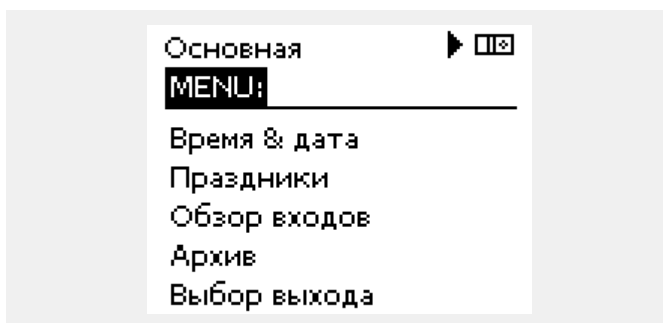 Основная
MENU:
Время & дата
Праздники
Обзор входов
Архив
Выбор выхода